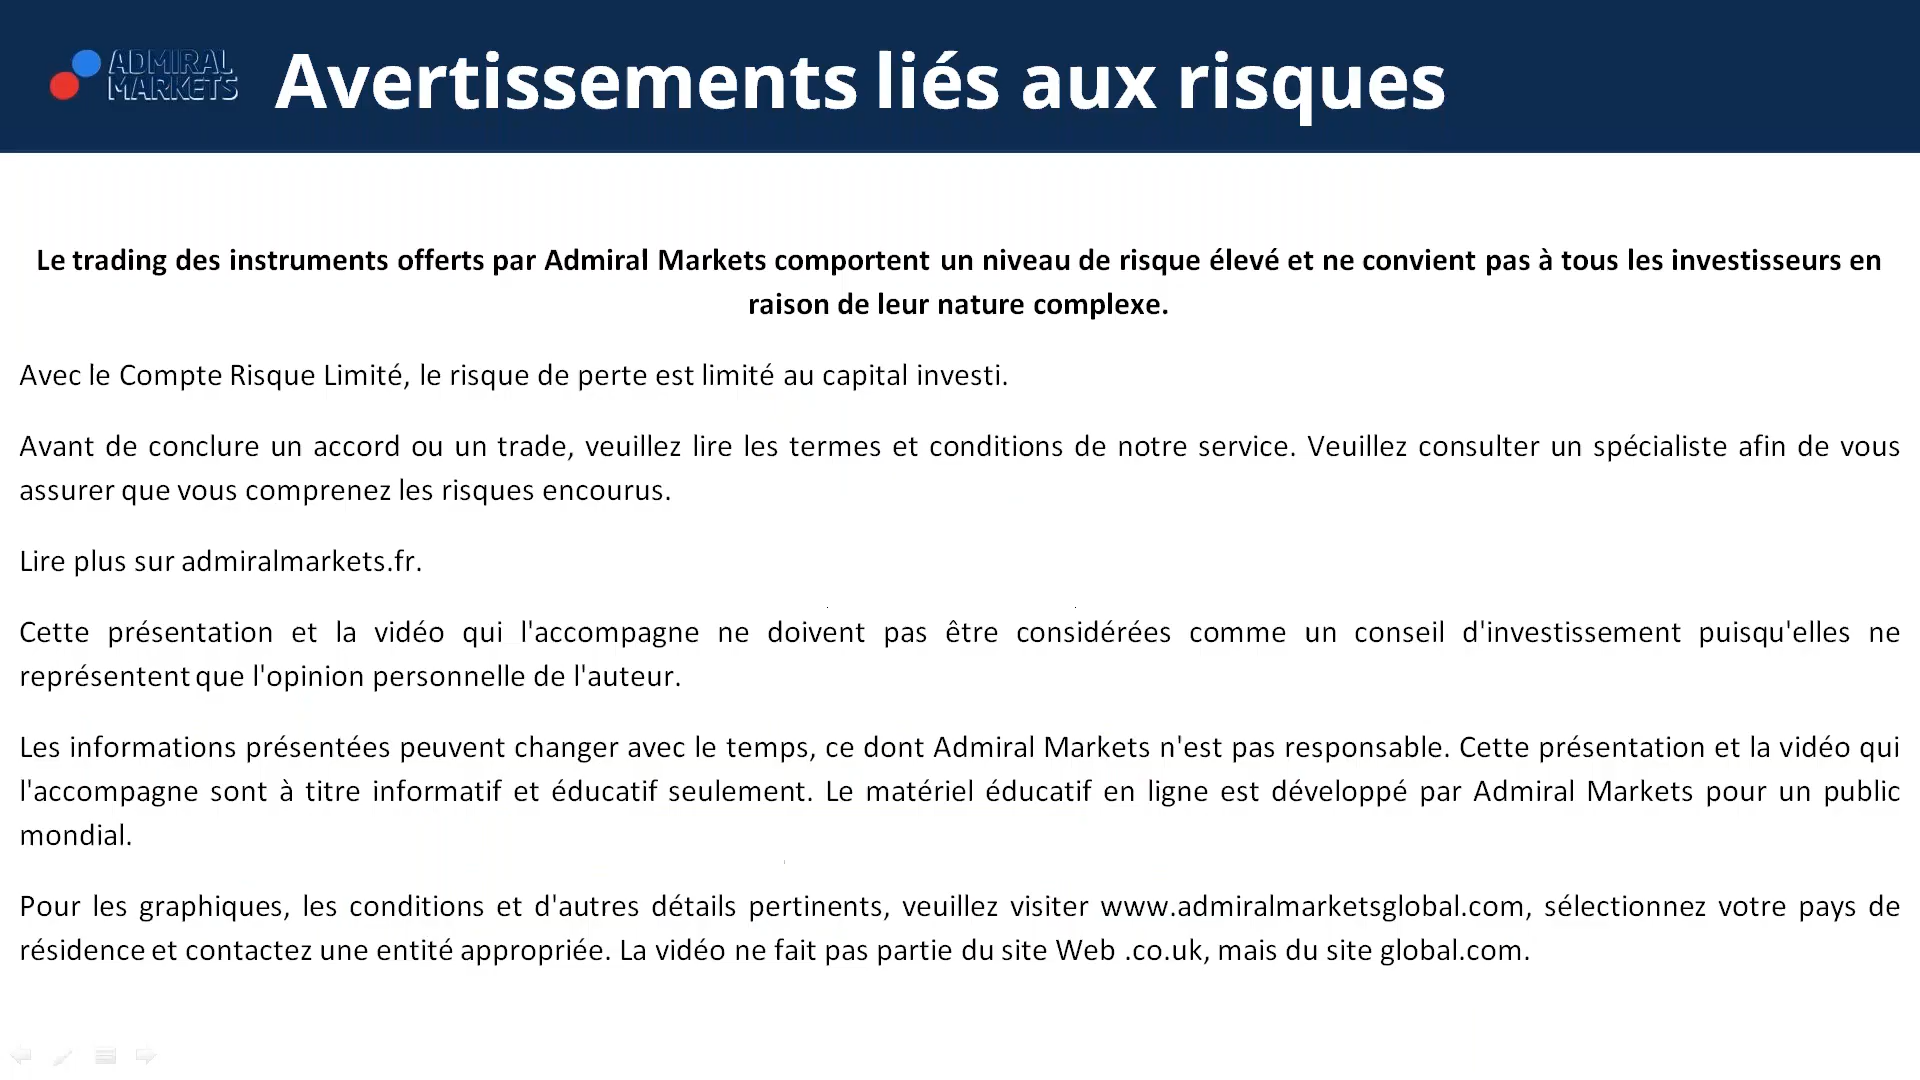 ADMIRAL
MARKETS
Avertissements liés aux risques
Le trading des instruments offerts par Admiral Markets comportent un niveau de risque élevé et ne convient pas à tous les investisseurs en
raison de leur nature complexe.
Avec le Compte Risque Limité, le risque de perte est limité au capital investi.
Avant de conclure un accord ou un trade, veuillez lire les termes et conditions de notre service. Veuillez consulter un spécialiste afin de vous
assurer que vous comprenez les risques encourus.
Lire plus sur admiralmarkets.fr.
Cette présentation et la vidéo qui l'accompagne ne doivent pas être considérées comme un conseil d'investissement puisqu'elles ne
représentent que l'opinion personnelle de l'auteur.
Les informations présentées peuvent changer avec le temps, ce dont Admiral Markets n'est pas responsable. Cette présentation et la vidéo qui
l'accompagne sont à titre informatif et éducatif seulement. Le matériel éducatif en ligne est développé par Admiral Markets pour un public
mondial.
Pour les graphiques, les conditions et d'autres détails pertinents, veuillez visiter www.admiralmarketsglobal.com, sélectionnez votre pays de
résidence et contactez une entité appropriée. La vidéo ne fait pas partie du site Web .co.uk, mais du site global.com.